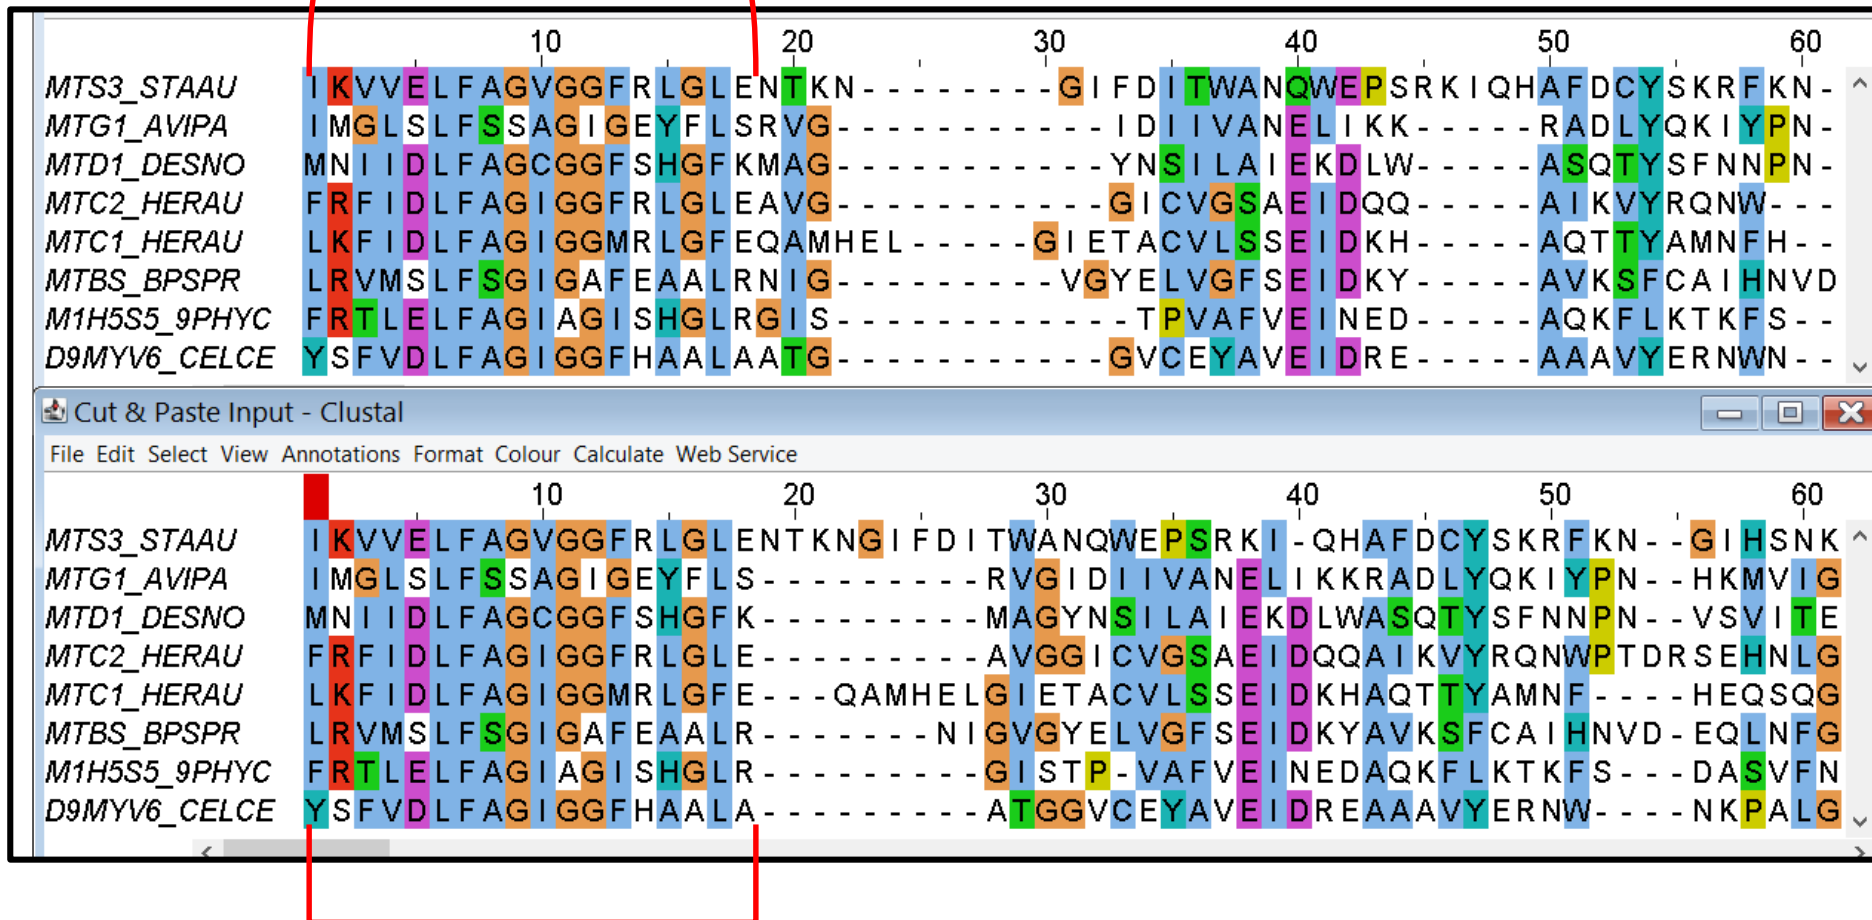 10 20 30 40 50 60
MTS3_STAAU IKVVELFAGVGGFRLGLENTKN--------GIFDITWANQWEPSRKIQHAFDCYSKRFKN-
MTG1_AVIPA IMGLSLFSSAGIGEYFLSRVG-----------IDIIVANELIKK-----RADLYQKIYPN-
MTD1_DESNO MNIIDLFAGCGGFSHGFKMAG-----------YNSILAIEKDLW-----ASQTYSFNNPN-
MTC2_HERAU FRFIDLFAGIGGFRLGLEAVG-----------GICVGSAEIDQQ-----AIKVYRQNW---
MTC1_HERAU LKFIDLFAGIGGMRLGFEQAMHEL-----GIETACVLSSEIDKH-----AQTTYAMNFH--
MTBS_BPSPR LRVMSLFSGIGAFEAALRNIG---------VGYELVGFSEIDKY-----AVKSFCAIHNVD
M1H5S5_9PHYC FRTLELFAGIAGISHGLRGIS------------TPVAFVEINED-----AQKFLKTKFS--
D9MYV6_CELCE YSFVDLFAGIGGFHAALAATG-----------GVCEYAVEIDRE-----AAAVYERNWN--
Cut & Paste Input - Clustal
File Edit Select View Annotations Format Colour Calculate Web Service
10 20 30 40 50 60
MTS3_STAAU IKVVELFAGVGGFRLGLENTKNGIFDITWANQWEPSRKI-QHAFDCYSKRFKN--GIHSNK
MTG1_AVIPA IMGLSLFSSAGIGEYFLS---------RVGIDIIVANELIKKRADLYQKIYPN--HKMVIG
MTD1_DESNO MNIIDLFAGCGGFSHGFK---------MAGYNSILAIEKDLWASQTYSFNNPN--VSVITE
MTC2_HERAU FRFIDLFAGIGGFRLGLE---------AVGGICVGSAEIDQQAIKVYRQNWPTDRSEHNLG
MTC1_HERAU LKFIDLFAGIGGMRLGFE---QAMHELGIETACVLSSEIDKHAQTTYAMNF----HEQSQG
MTBS_BPSPR LRVMSLFSGIGAFEAALR-------NIGVGYELVGFSEIDKYAVKSFCAIHNVD-EQLNFG
M1H5S5_9PHYC FRTLELFAGIAGISHGLR---------GISTP-VAFVEINEDAQKFLKTKFS---DASVFN
D9MYV6_CELCE YSFVDLFAGIGGFHAALA---------ATGGVCEYAVEIDREAAAVYERNW----NKPALG